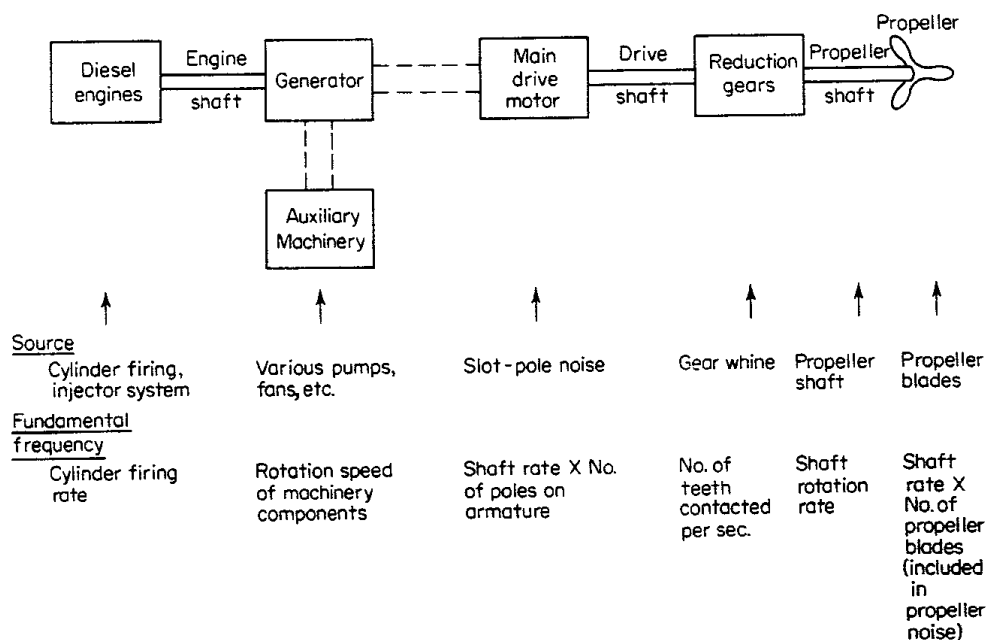 Propeller
Diesel
engines
Engine
shaft
Generator
Main
drive
motor
Drive
shaft
Reduction
gears
Propeller
shaft
Auxiliary
Machinery
Source
Cylinder firing,
injector system
Various pumps,
fans, etc.
Slot-pole noise
Gear whine
Propeller
shaft
Propeller
blades
Fundamental
frequency
Cylinder firing
rate
Rotation speed
of machinery
components
Shaft rate X No.
of poles on
armature
No. of
teeth
contacted
per sec.
Shaft
rotation
rate
Shaft
rate X
No. of
propeller
blades
(included
in
propeller
noise)